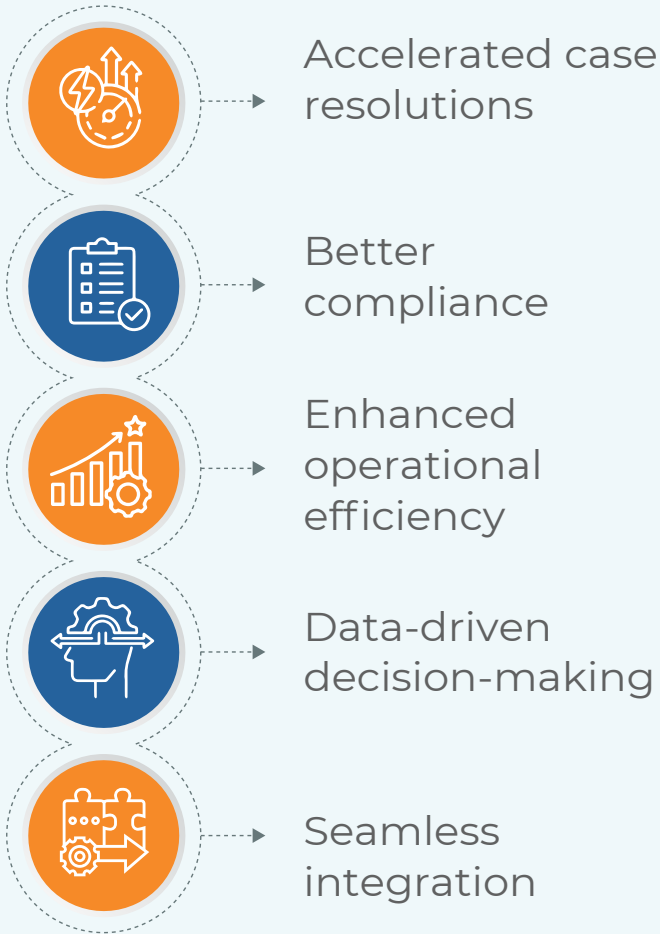 Accelerated case
resolutions
Better
compliance
Enhanced
operational
efficiency
Data-driven
decision-making
Seamless
integration